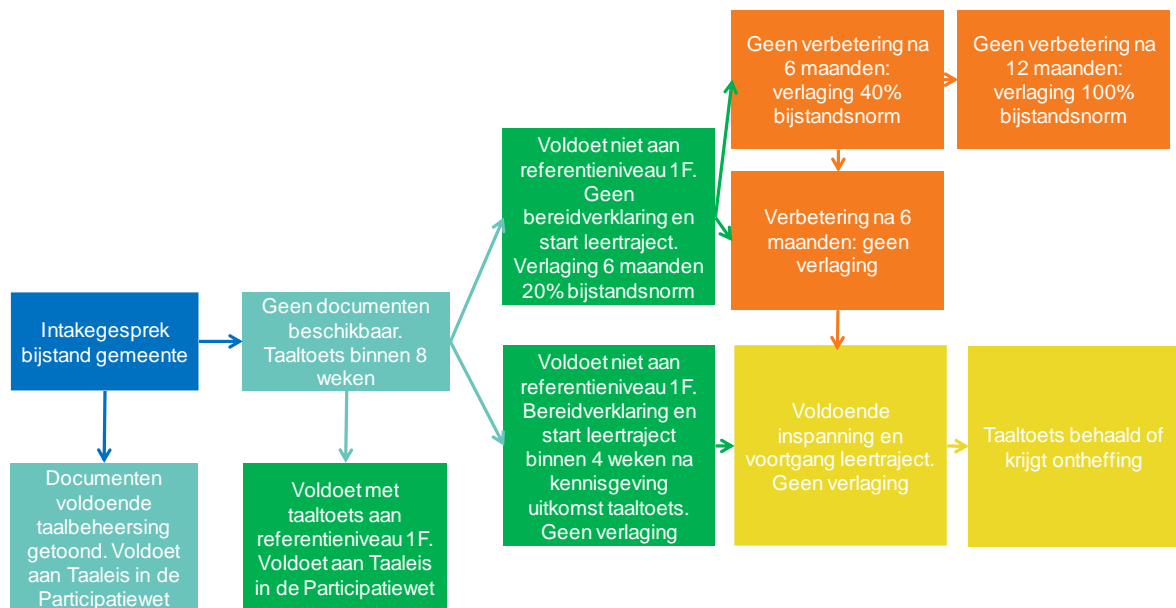 Intakegesprek
bijstand gemeente
Documenten
voldoende
taalbeheersing
getoond. Voldoet
aan Taaleis in de
Participatiewet
Geen documenten
beschikbaar.
Taaltoets binnen 8
weken
Voldoet met
taaltoets aan
referentieniveau 1F.
Voldoet aan Taaleis
in de Participatiewet
Voldoet niet aan
referentieniveau 1F.
Geen
bereidverklaring en
start leertraject.
Verlaging 6 maanden
20% bijstandsnorm
Voldoet niet aan
referentieniveau 1F.
Bereidverklaring en
start leertraject
binnen 4 weken na
kennisgeving
uitkomst taaltoets.
Geen verlaging
Geen verbetering na
6 maanden:
verlaging 40%
bijstandsnorm
Geen verbetering na
12 maanden:
verlaging 100%
bijstandsnorm
Verbetering na 6
maanden: geen
verlaging
Voldoende
inspanning en
voortgang leertraject.
Geen verlaging
Taaltoets behaald of
krijgt ontheffing